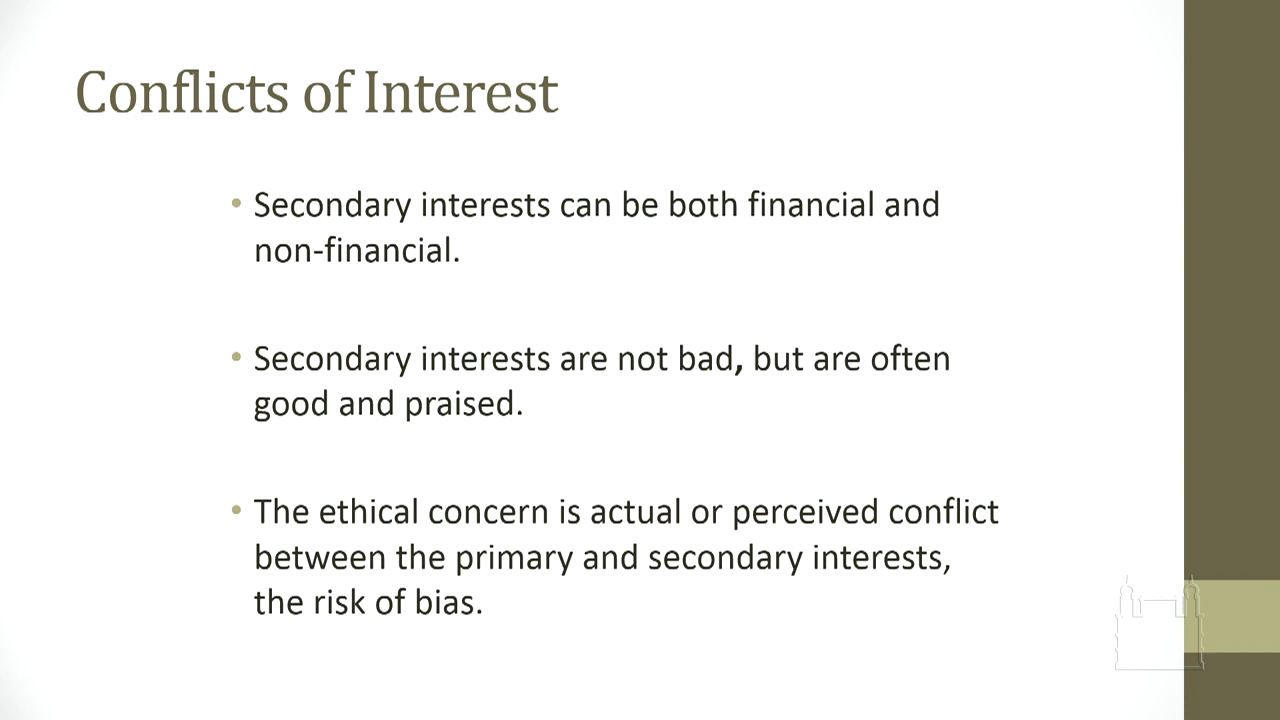 Conflicts of Interest
• Secondary interests can be both financial and
non-financial.
• Secondary interests are not bad, but are often
good and praised.
• The ethical concern is actual or perceived conflict
between the primary and secondary interests,
the risk of bias.